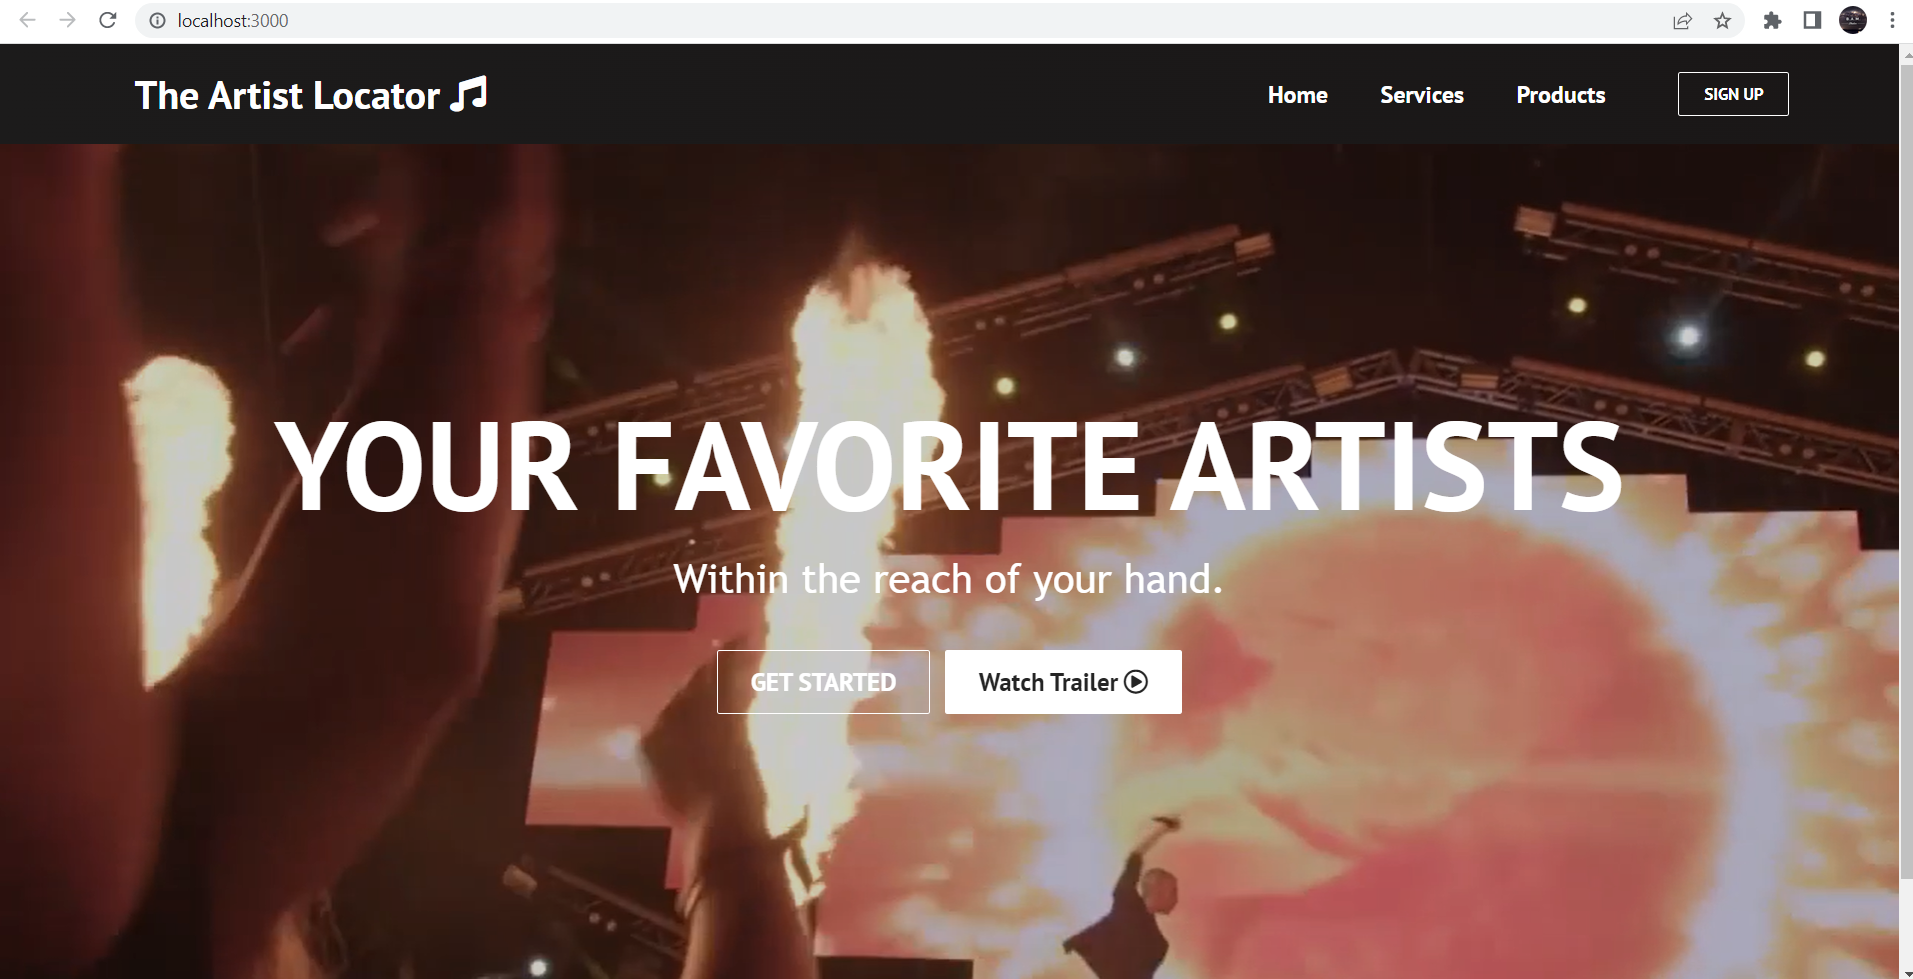 localhost:3000
The Artist Locator
Home Services Products SIGN UP
YOUR FAVORITE ARTISTS
Within the reach of your hand.
GET STARTED Watch Trailer